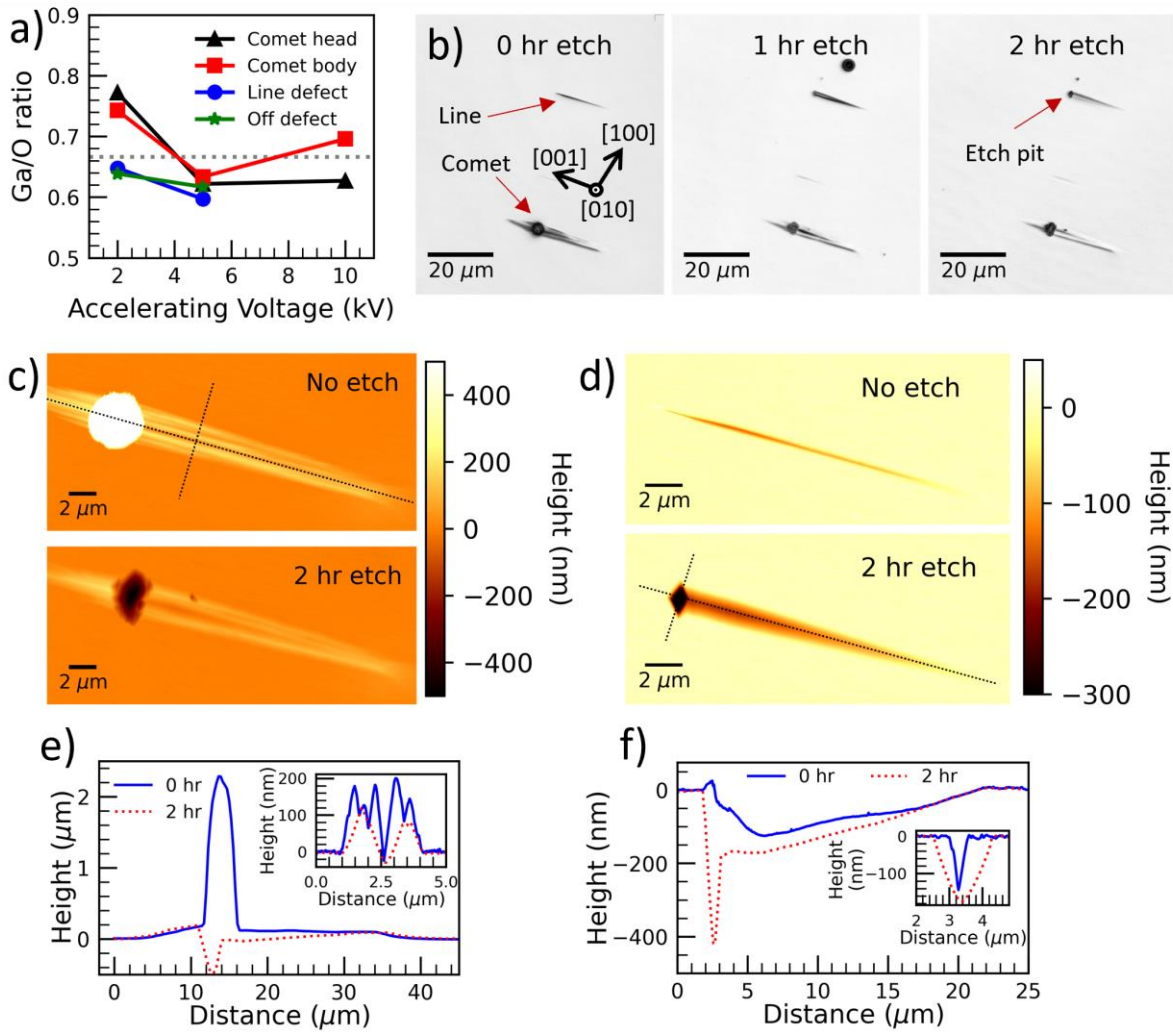 a)
0.9
0.8
0.7
0.6
0.5
Ga/O ratio
Comet head
Comet body
Line defect
Off defect
2 4 6 8 10
Accelerating Voltage (kV)
b)
0 hr etch
Line
Comet
[100]
[001]
[010]
20 μm
1 hr etch
20 μm
2 hr etch
Etch pit
20 μm
c)
No etch
2 μm
2 hr etch
2 μm
400
200
0
−200
−400
Height (nm)
d)
No etch
2 μm
2 hr etch
2 μm
0
−100
−200
−300
Height (nm)
e)
0 hr
2 hr
2
1
0
Height (μm)
0 10 20 30 40
Distance (μm)
200
100
0
Height (nm)
0.0 2.5 5.0
Distance (μm)
f)
0 hr
2 hr
0
−200
−400
Height (nm)
0 5 10 15 20 25
Distance (μm)
0
−100
Height
(nm)
2 3 4
Distance (μm)